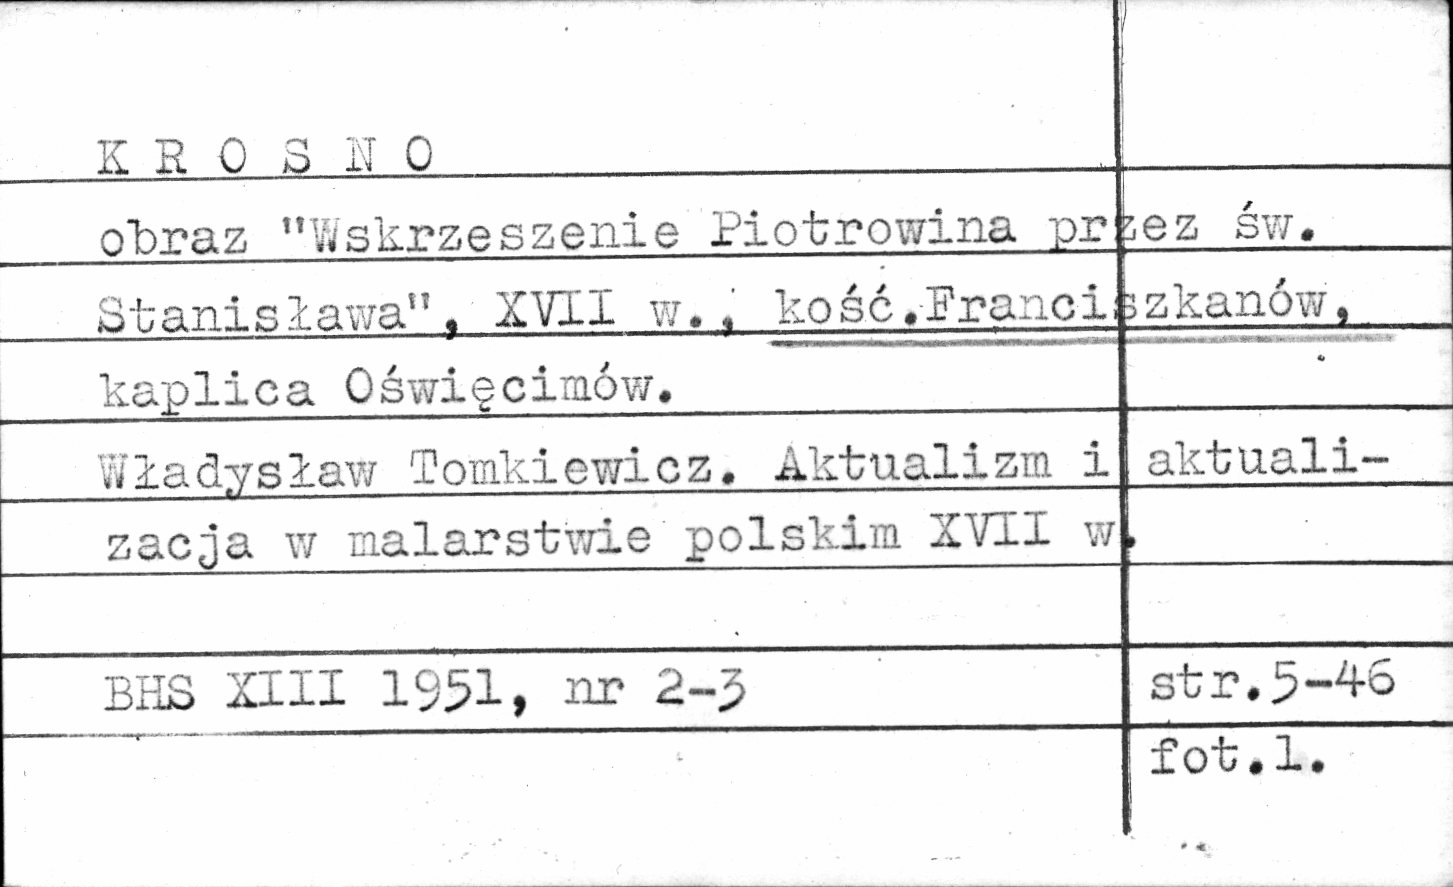 K R O S N O
obraz "Wskrzeszenie Piotrowina przez św.
Stanisława", XVII w., kość.Franciszkanów,
kaplica Oświęcimów.
Władysław Tomkiewicz. Aktualizm i aktuali-
zacja w malarstwie polskim XVII w.
BHS XIII 1951, nr 2-3 str.5-46
fot.1.